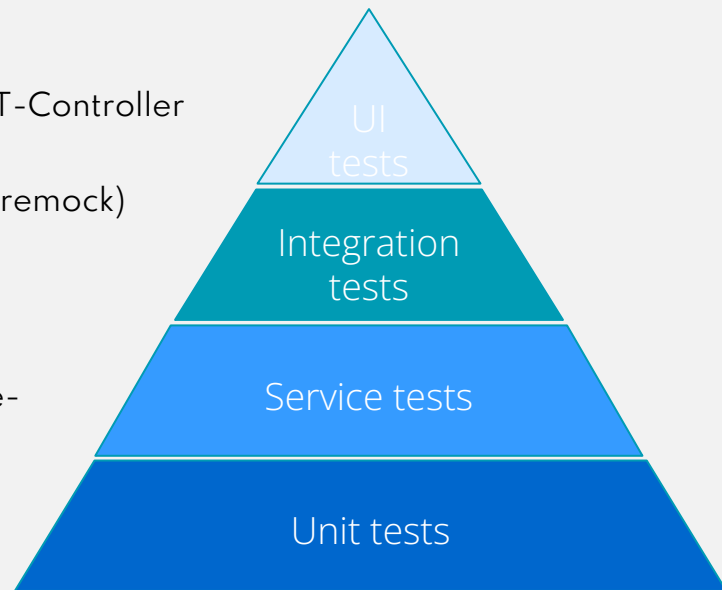 T-Controller
UI
tests
remock)
Integration
tests
e-
Service tests
Unit tests